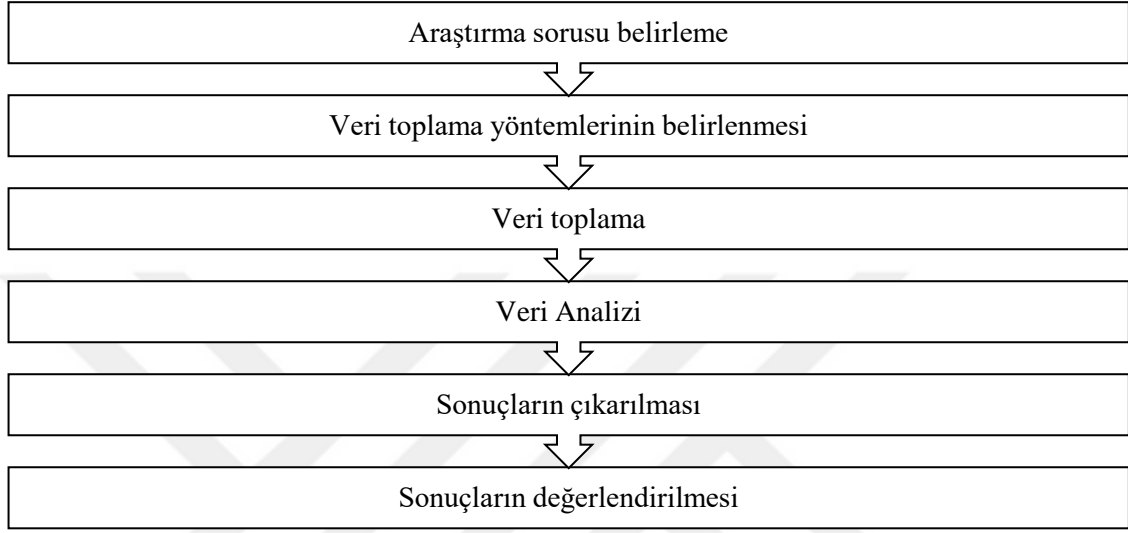 Araştırma sorusu belirleme
Veri toplama yöntemlerinin belirlenmesi
Veri toplama
Veri Analizi
Sonuçların çıkarılması
Sonuçların değerlendirilmesi